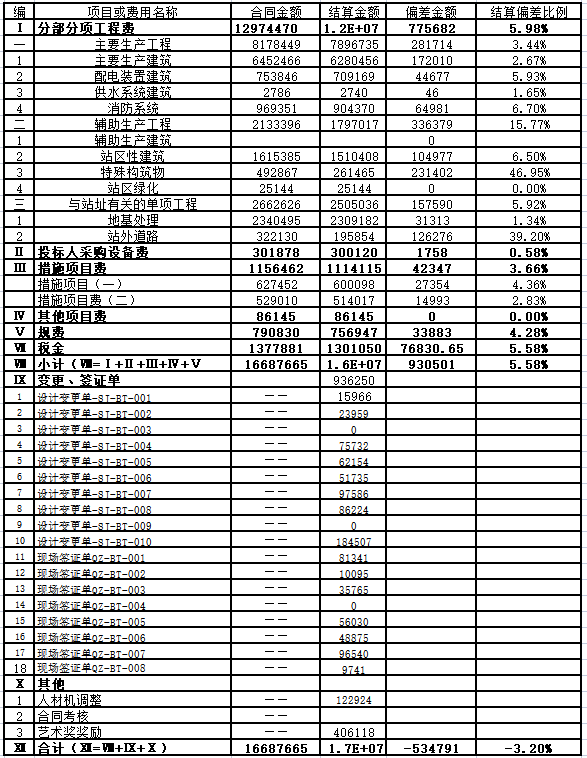 编 项目或费用名称 合同金额 结算金额 偏差金额 结算偏差比例
Ⅰ 分部分项工程费 12974470 1.2E+07 775682 5.98%
一 主要生产工程 8178449 7896735 281714 3.44%
1 主要生产建筑 6452466 6280456 172010 2.67%
2 配电装置建筑 753846 709169 44677 5.93%
3 供水系统建筑 2786 2740 46 1.65%
4 消防系统 969351 904370 64981 6.70%
二 辅助生产工程 2133396 1797017 336379 15.77%
1 辅助生产建筑 0
2 站区性建筑 1615385 1510408 104977 6.50%
3 特殊构筑物 492867 261465 231402 46.95%
4 站区绿化 25144 25144 0 0.00%
三 与站址有关的单项工程 2662626 2505036 157590 5.92%
1 地基处理 2340495 2309182 31313 1.34%
2 站外道路 322130 195854 126276 39.20%
Ⅱ 投标人采购设备费 301878 300120 1758 0.58%
Ⅲ 措施项目费 1156462 1114115 42347 3.66%
措施项目（一） 627452 600098 27354 4.36%
措施项目费（二） 529010 514017 14993 2.83%
Ⅳ 其他项目费 86145 86145 0 0.00%
Ⅴ 规费 790830 756947 33883 4.28%
Ⅶ 税金 1377881 1301050 76830.65 5.58%
Ⅷ 小计（Ⅷ=Ⅰ+Ⅱ+Ⅲ+Ⅳ+Ⅴ 16687665 1.6E+07 930501 5.58%
Ⅸ 变更、签证单 936250
1 设计变更单-SJ-BT-001 —— 15966
2 设计变更单-SJ-BT-002 —— 23959
3 设计变更单-SJ-BT-003 —— 0
4 设计变更单-SJ-BT-004 —— 75732
5 设计变更单-SJ-BT-005 —— 62154
6 设计变更单-SJ-BT-006 —— 51735
7 设计变更单-SJ-BT-007 —— 97586
8 设计变更单-SJ-BT-008 —— 86224
9 设计变更单-SJ-BT-009 —— 0
10 设计变更单-SJ-BT-010 —— 184507
11 现场签证单QZ-BT-001 —— 81341
12 现场签证单QZ-BT-002 —— 10095
13 现场签证单QZ-BT-003 —— 35765
14 现场签证单QZ-BT-004 —— 0
15 现场签证单QZ-BT-005 —— 56030
16 现场签证单QZ-BT-006 —— 48875
17 现场签证单QZ-BT-007 —— 96540
18 现场签证单QZ-BT-008 —— 9741
Ⅹ 其他
1 人材机调整 —— 122924
2 合同考核 ——
3 艺术奖奖励 —— 406118
Ⅻ 合计（Ⅻ=Ⅷ+Ⅸ+Ⅹ） 16687665 1.7E+07 -534791 -3.20%